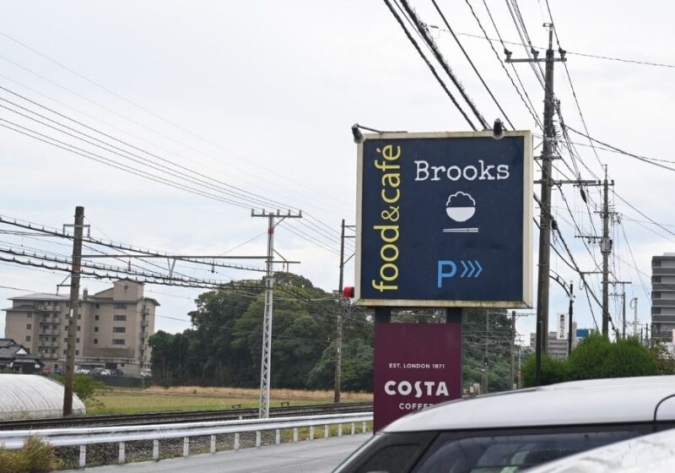 food&café
Brooks
P
EST. LONDON 1971
COSTA
COFFEE